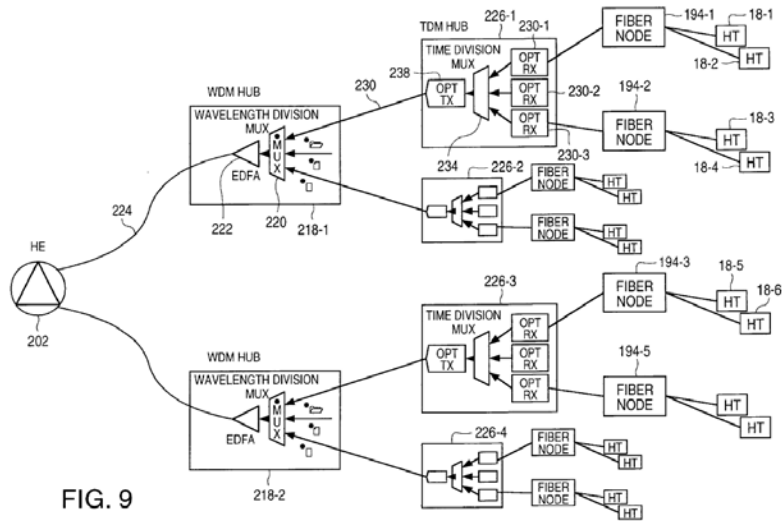 TDM HUB
226-1
230-1
FIBER
NODE
194-1
18-1
HT
18-2
HT
TIME DIVISION
MUX
238
OPT
TX
OPT
RX
OPT
RX
230-2
OPT
RX
234
230-3
194-2
FIBER
NODE
18-3
HT
18-4
HT
WDM HUB
230
WAVELENGTH DIVISION
MUX
MUX
EDFA
222
220
218-1
224
226-2
FIBER
NODE
HT
HT
FIBER
NODE
HT
HT
HE
202
226-3
TIME DIVISION
MUX
OPT
TX
OPT
RX
OPT
RX
OPT
RX
194-3
FIBER
NODE
18-5
HT
18-6
HT
194-5
FIBER
NODE
HT
HT
WDM HUB
WAVELENGTH DIVISION
MUX
MUX
EDFA
218-2
226-4
FIBER
NODE
HT
HT
FIBER
NODE
HT
HT
FIG. 9